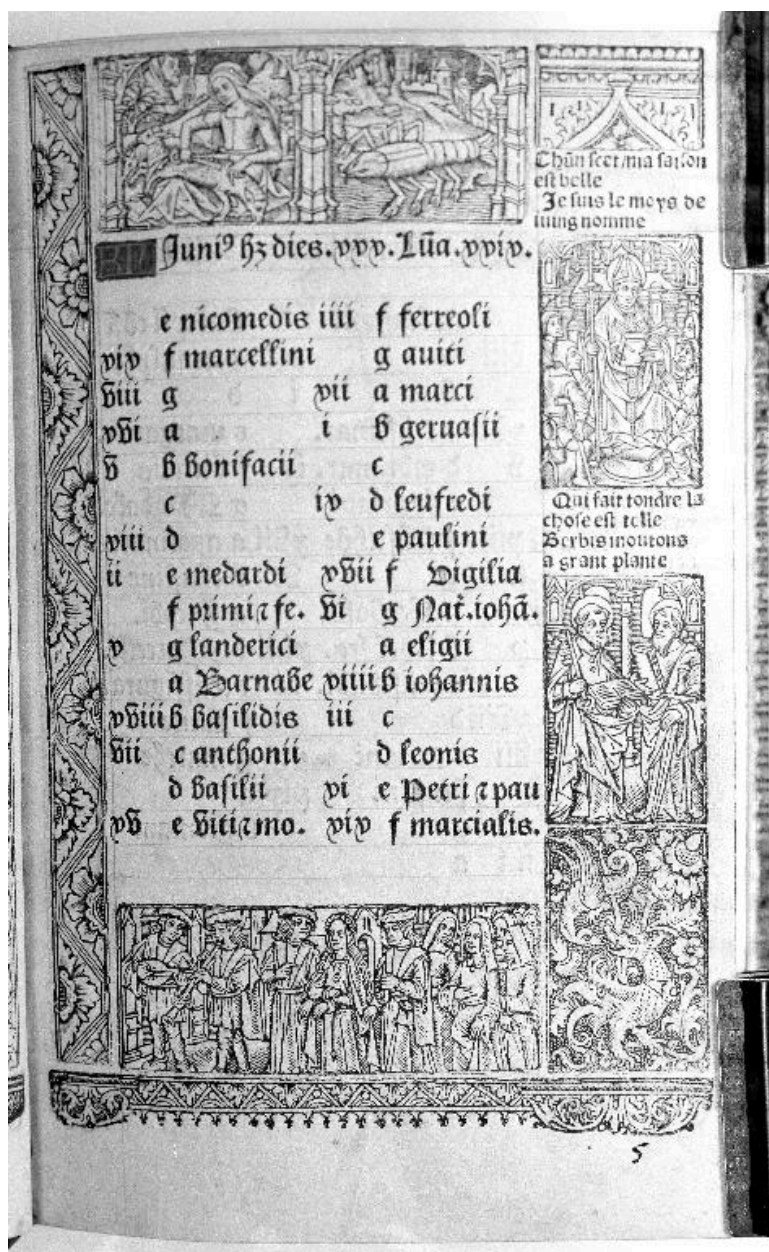 KL Juniꝰ hꝫ dies.xxx.Lūa.xxix.
e nicomedis iiii f ferreoli
xix f marcellini g auiti
viii g xii a marci
xvi a i b geruasii
v b bonifacii c
c ix d leufredi
xiii d e paulini
ii e medardi xvii f Vigilia
f primi ⁊ fe. vi g Nat.iohā.
x g landerici a eligii
a Barnabe xiiii b iohannis
xviii b basilidis iii c
vii c anthonii d leonis
d basilii xi e Petri ⁊ pau
xv e viti ⁊ mo. xix f marcialis.
Chūn scet ma saison
est belle
Je suis le moys de
iuing nomme
Qui fait tondre la
chose est telle
Berbis moutons
a grant plante
5